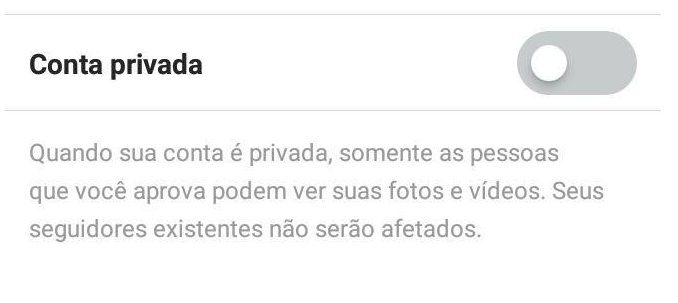 Conta privada
Quando sua conta é privada, somente as pessoas
que você aprova podem ver suas fotos e vídeos. Seus
seguidores existentes não serão afetados.